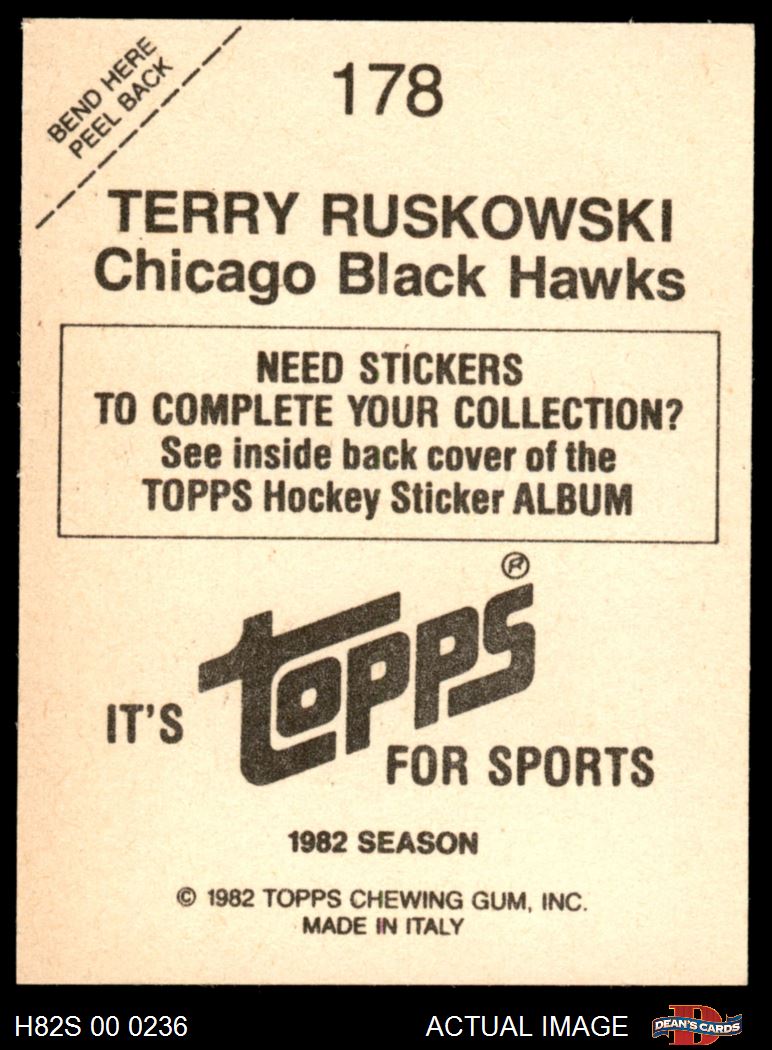 BEND HERE
PEEL BACK
178
TERRY RUSKOWSKI
Chicago Black Hawks
NEED STICKERS
TO COMPLETE YOUR COLLECTION?
See inside back cover of the
TOPPS Hockey Sticker ALBUM
®
IT'S topps
FOR SPORTS
1982 SEASON
© 1982 TOPPS CHEWING GUM, INC.
MADE IN ITALY
H82S 00 0236
ACTUAL IMAGE
D
DEAN'S CARDS